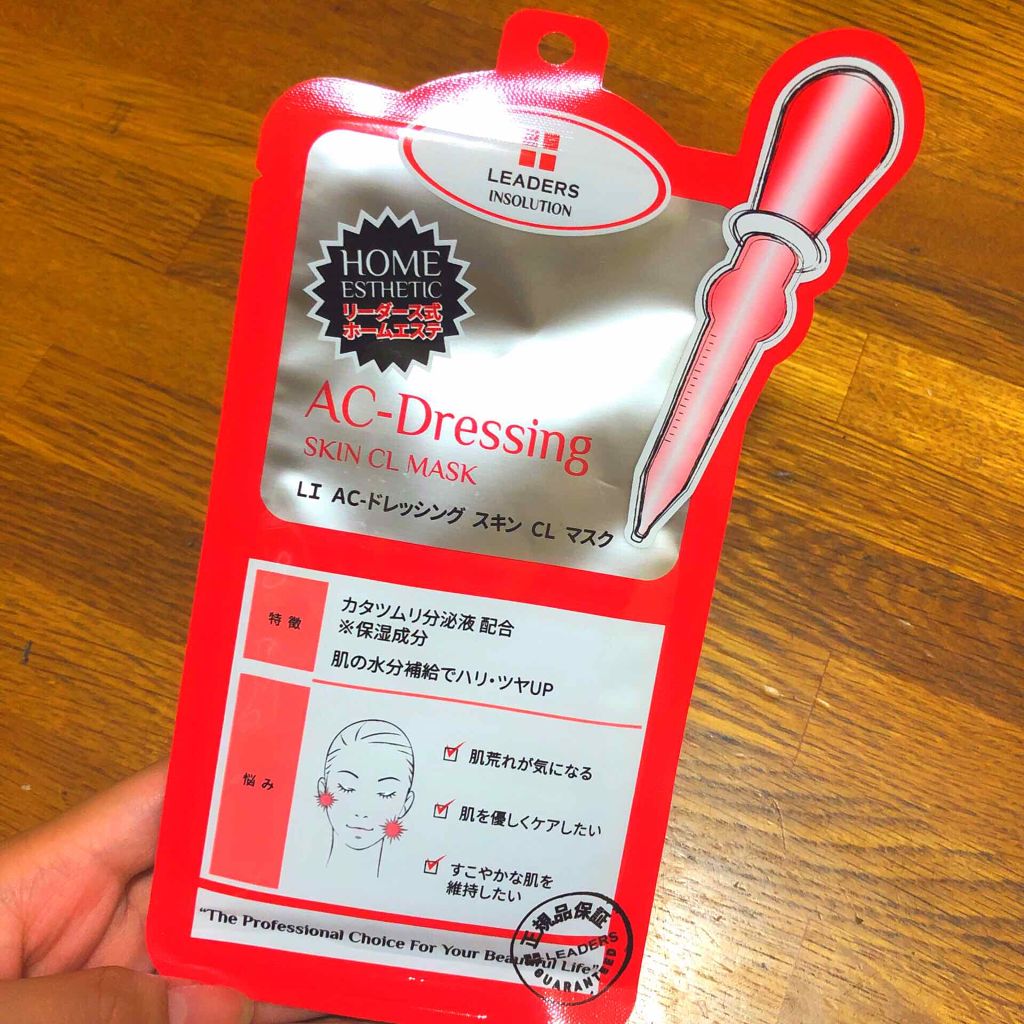 LEADERS
INSOLUTION
HOME
ESTHETIC
リーダース式
ホームエステ
AC-Dressing
SKIN CL MASK
LI AC-ドレッシング スキン CL マスク
特徴
カタツムリ分泌液 配合
※保湿成分
肌の水分補給でハリ・ツヤUP
悩み
肌荒れが気になる
肌を優しくケアしたい
すこやかな肌を
維持したい
"The Professional Choice For Your Beautiful Life"
正規品保証
LEADERS
GUARANTEED